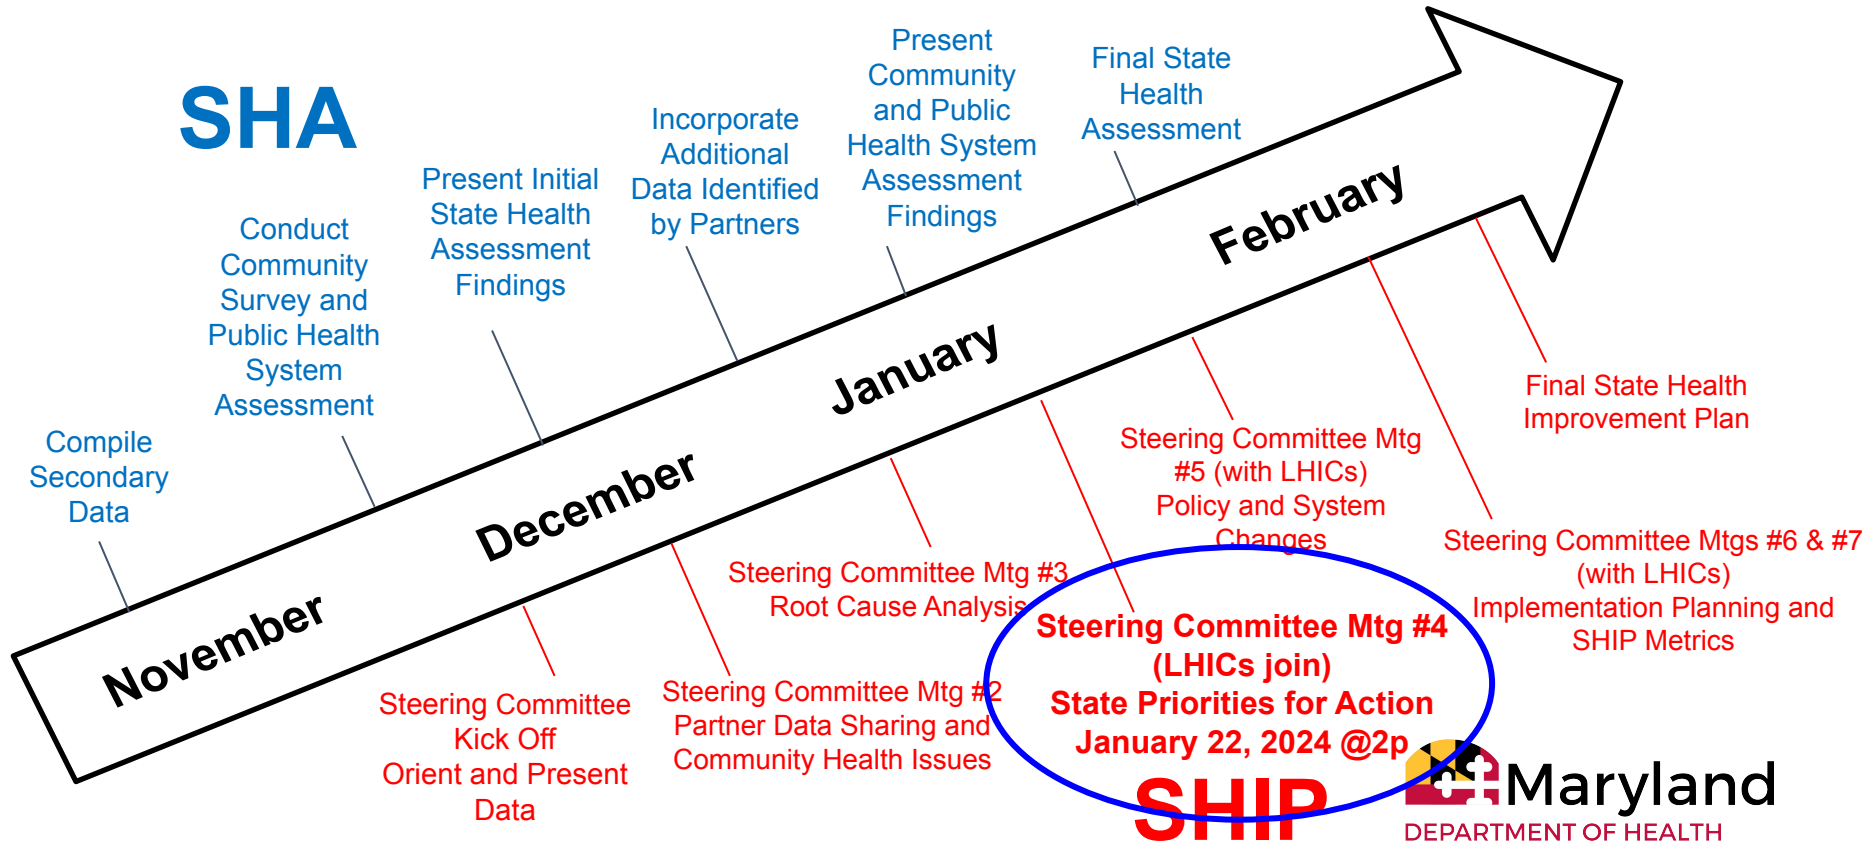 SHA
Compile
Secondary
Data
Conduct
Community
Survey and
Public Health
System
Assessment
Present Initial
State Health
Assessment
Findings
Incorporate
Additional
Data Identified
by Partners
Present
Community
and Public
Health System
Assessment
Findings
Final State
Health
Assessment
November
December
January
February
Steering Committee
Kick Off
Orient and Present
Data
Steering Committee Mtg #2
Partner Data Sharing and
Community Health Issues
Steering Committee Mtg #3
Root Cause Analysis
Steering Committee Mtg #4
(LHICs join)
State Priorities for Action
January 22, 2024 @2p
Steering Committee Mtg
#5 (with LHICs)
Policy and System
Changes
Steering Committee Mtgs #6 & #7
(with LHICs)
Implementation Planning and
SHIP Metrics
Final State Health
Improvement Plan
SHIP
Maryland
DEPARTMENT OF HEALTH